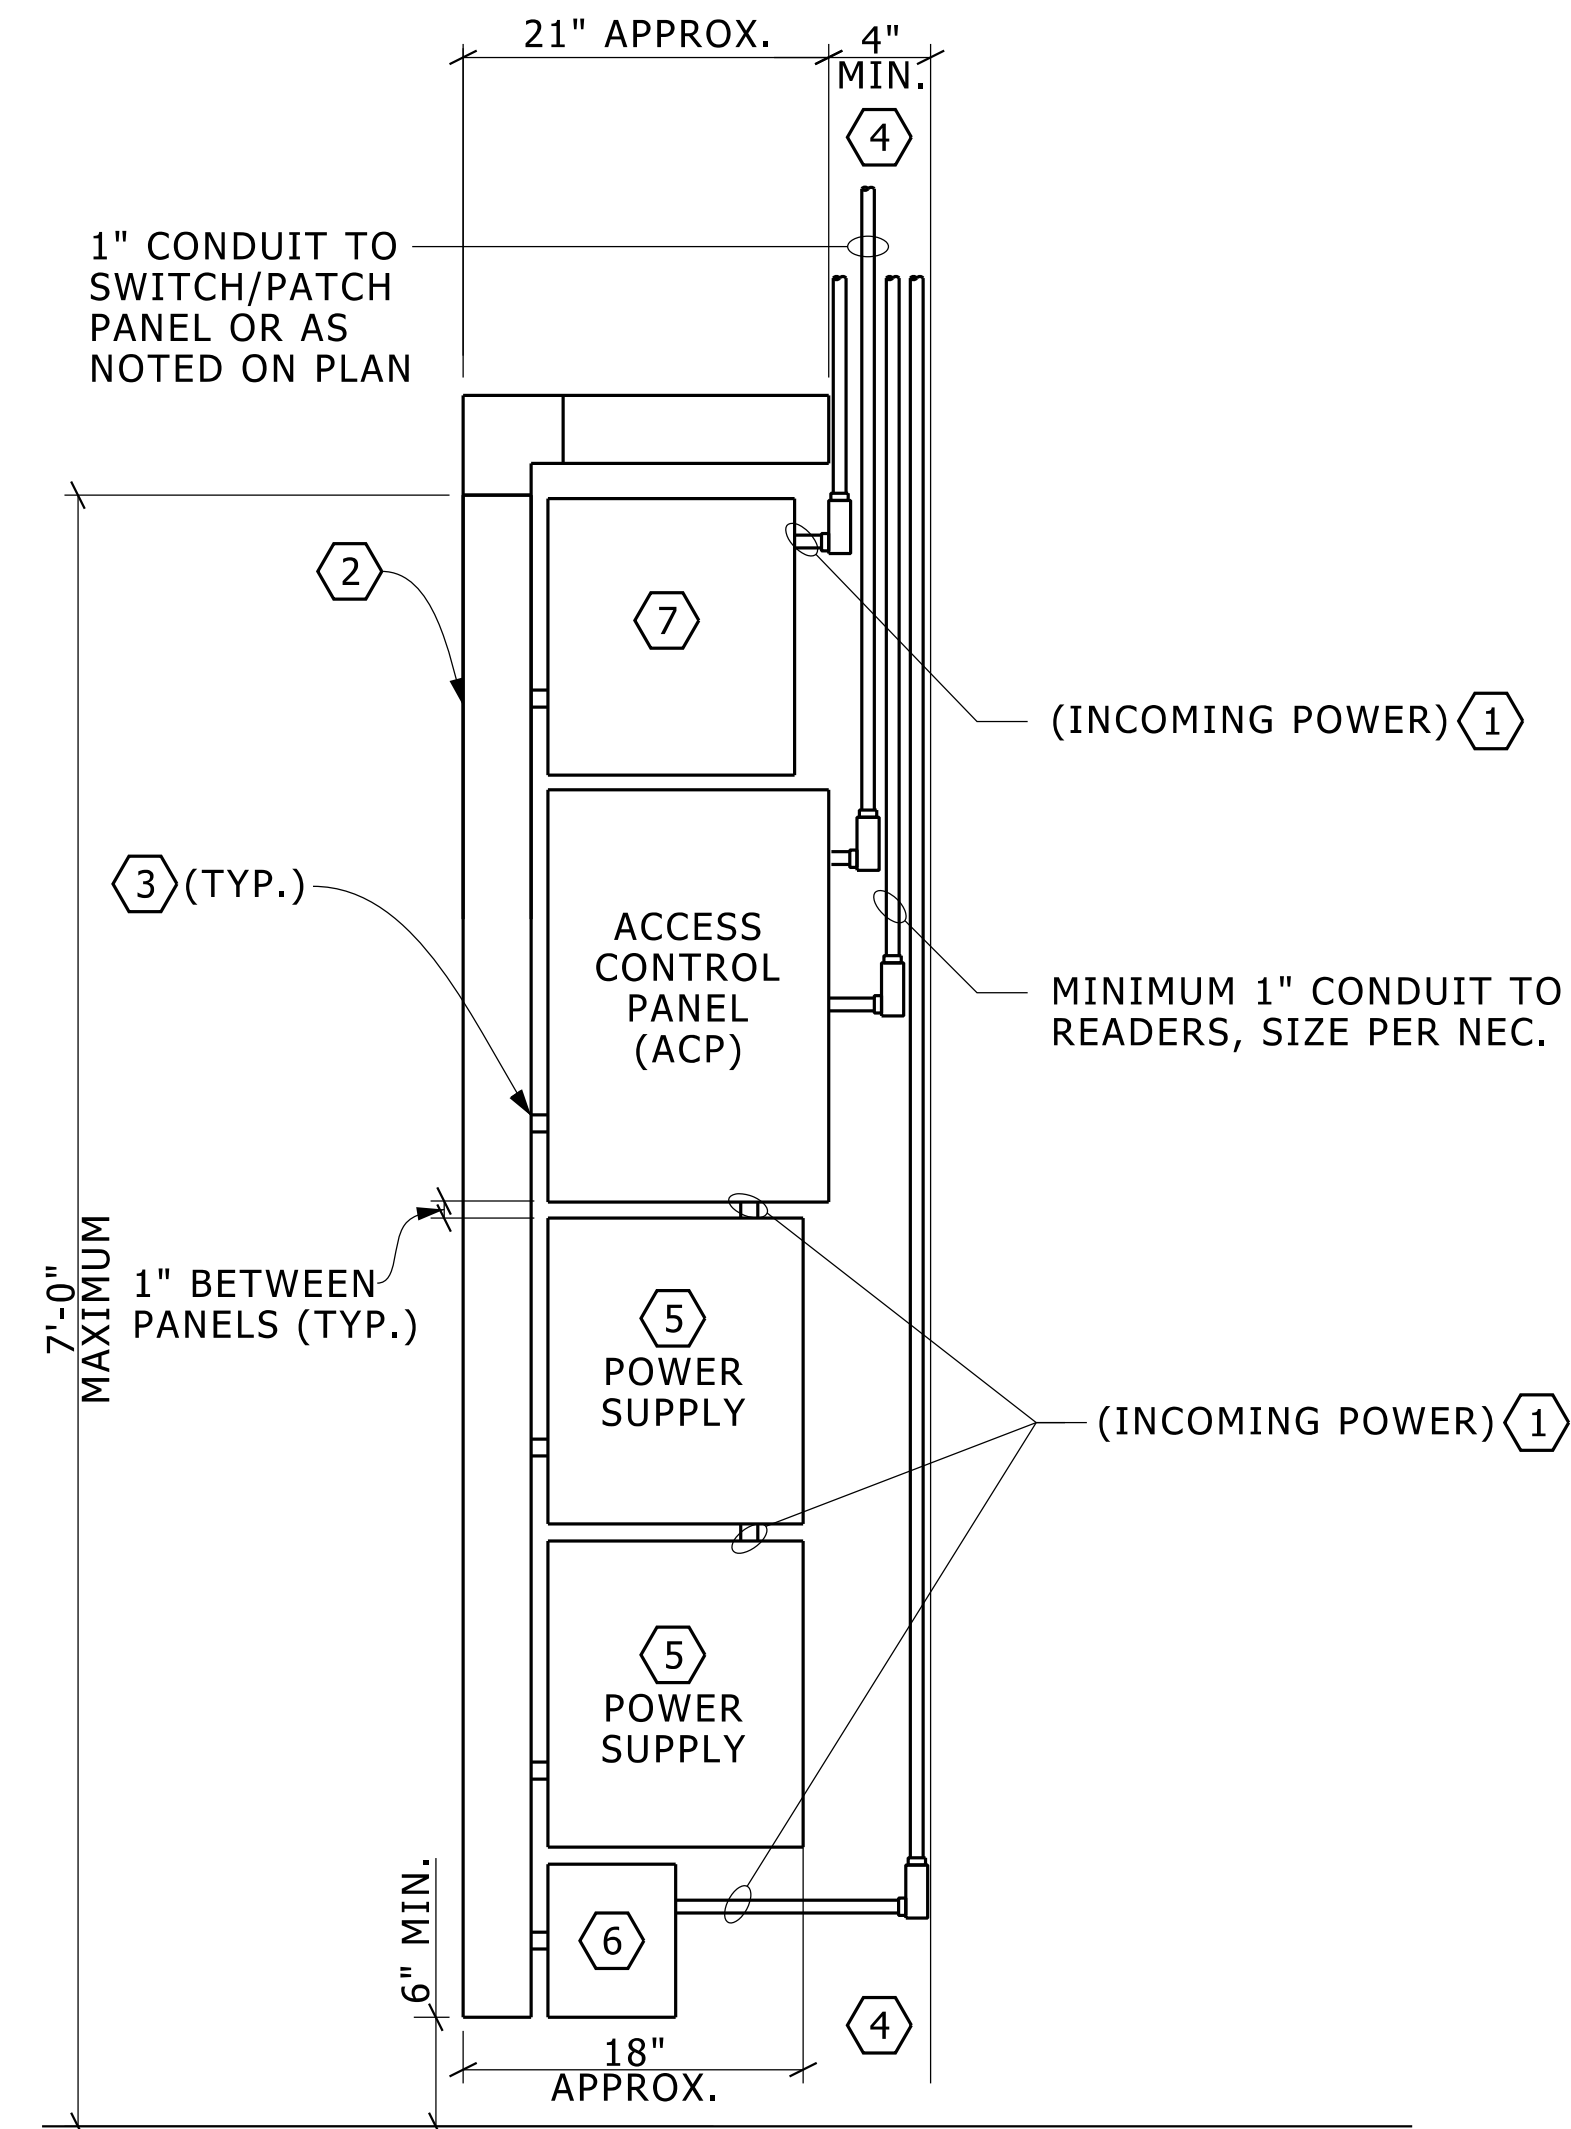 21" APPROX.
4"
MIN.
4
1" CONDUIT TO
SWITCH/PATCH
PANEL OR AS
NOTED ON PLAN
2
7
(INCOMING POWER) 1
3 (TYP.)
ACCESS
CONTROL
PANEL
(ACP)
MINIMUM 1" CONDUIT TO
READERS, SIZE PER NEC.
7'-0"
MAXIMUM
1" BETWEEN
PANELS (TYP.)
5
POWER
SUPPLY
(INCOMING POWER) 1
5
POWER
SUPPLY
6" MIN.
6
4
18"
APPROX.